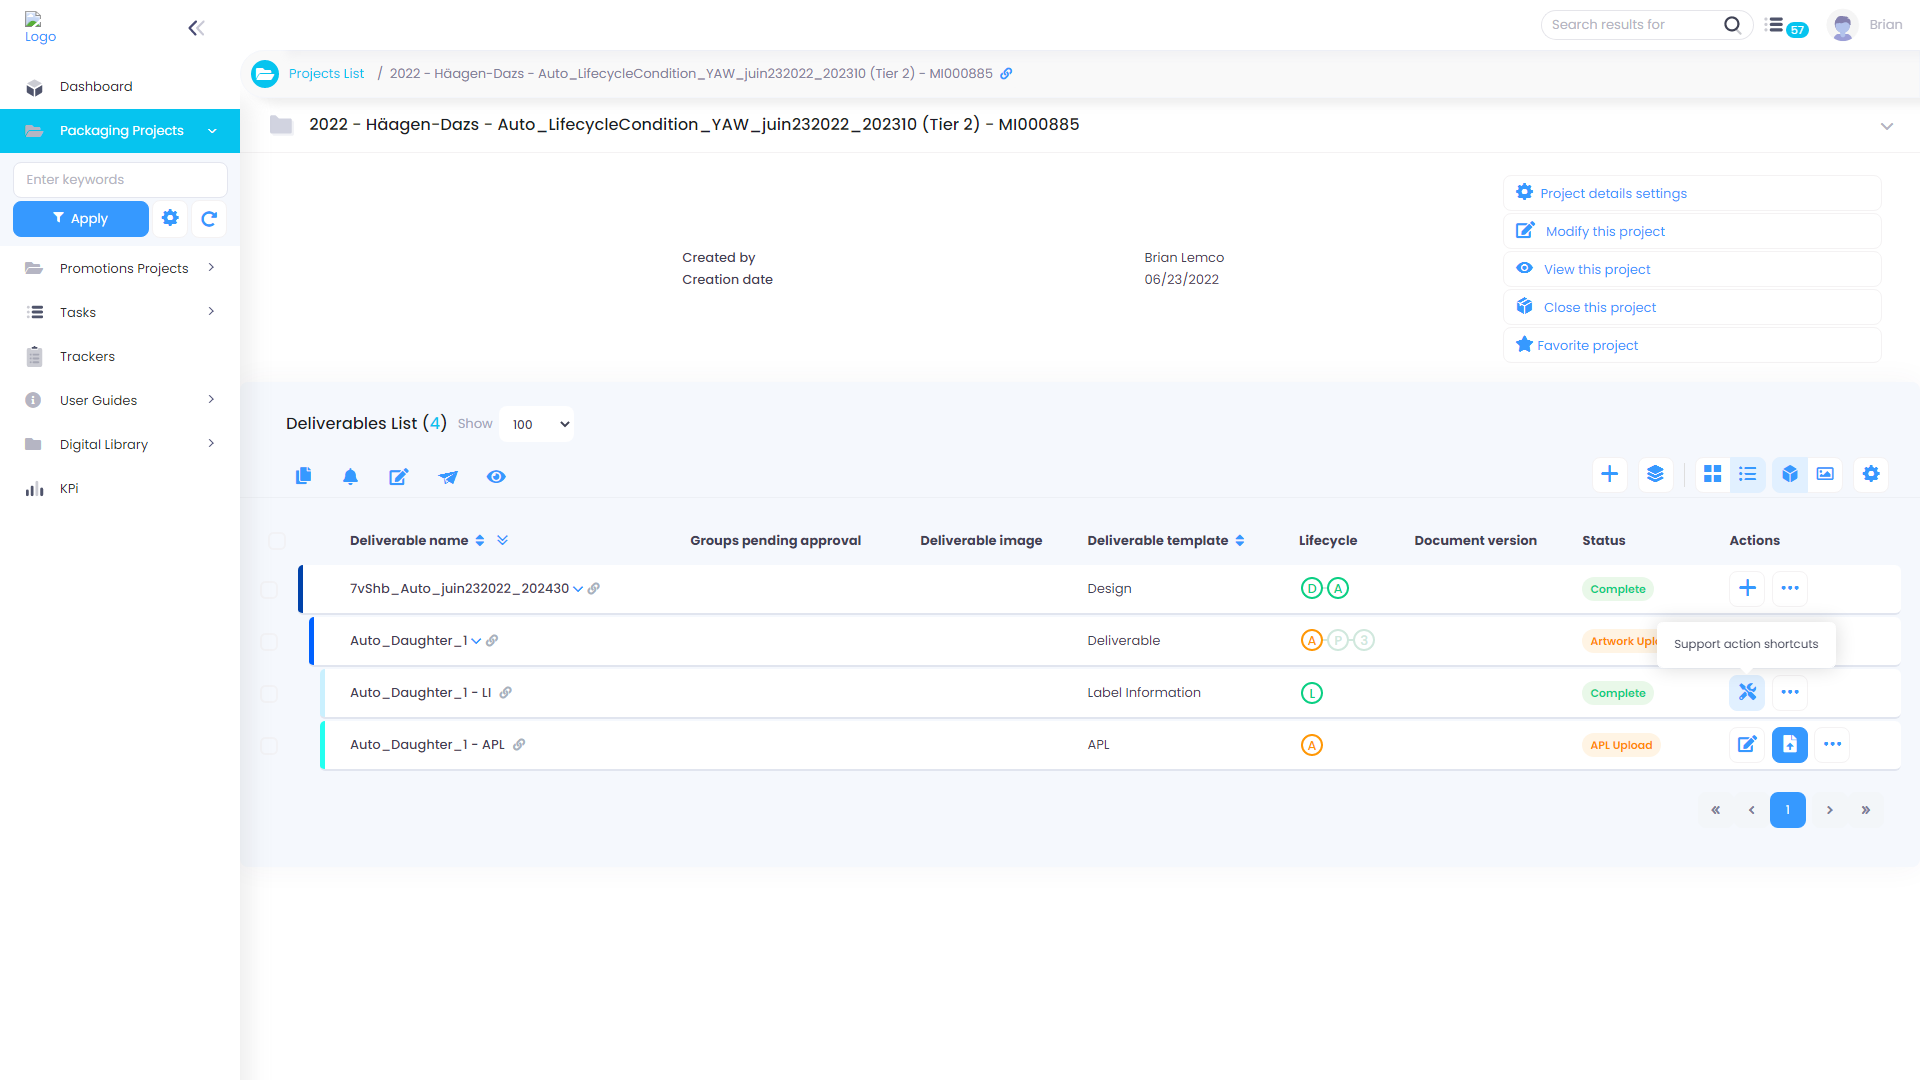 Logo
Search results for
57
Brian
Projects List / 2022 - Häagen-Dazs - Auto_LifecycleCondition_YAW_juin232022_202310 (Tier 2) - MI000885
Dashboard
Packaging Projects
2022 - Häagen-Dazs - Auto_LifecycleCondition_YAW_juin232022_202310 (Tier 2) - MI000885
Enter keywords
Apply
Promotions Projects
Tasks
Trackers
User Guides
Digital Library
KPi
Created by Brian Lemco
Creation date 06/23/2022
Project details settings
Modify this project
View this project
Close this project
Favorite project
Deliverables List (4) Show 100
Deliverable name Groups pending approval Deliverable image Deliverable template Lifecycle Document version Status Actions
7vShb_Auto_juin232022_202430 Design D A Complete
Auto_Daughter_1 Deliverable A P 3 Artwork Uplo
Support action shortcuts
Auto_Daughter_1 - LI Label Information L Complete
Auto_Daughter_1 - APL APL A APL Upload
« ‹ 1 › »